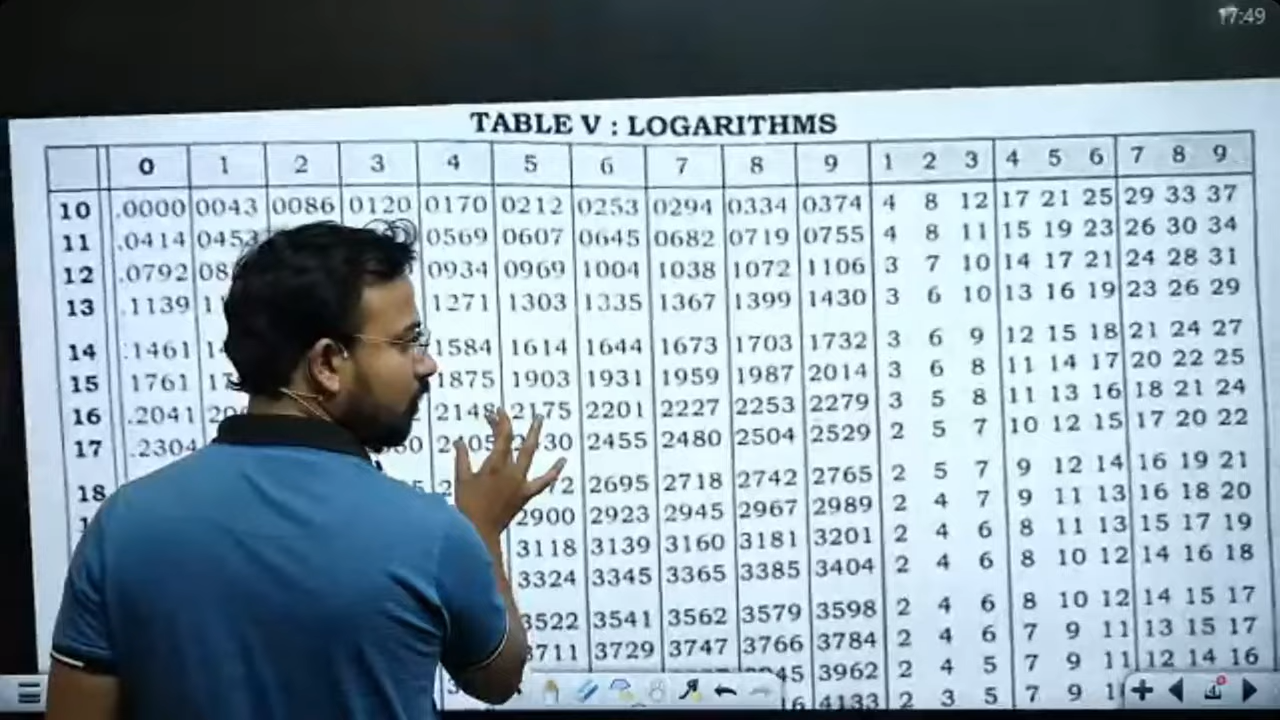 17:49
TABLE V : LOGARITHMS
0 1 2 3 4 5 6 7 8 9 1 2 3 4 5 6 7 8 9
10 .0000 0043 0086 0120 0170 0212 0253 0294 0334 0374 4 8 12 17 21 25 29 33 37
11 .0414 0453 0569 0607 0645 0682 0719 0755 4 8 11 15 19 23 26 30 34
12 .0792 0934 0969 1004 1038 1072 1106 3 7 10 14 17 21 24 28 31
13 .1139 1271 1303 1335 1367 1399 1430 3 6 10 13 16 19 23 26 29
14 .1461 1584 1614 1644 1673 1703 1732 3 6 9 12 15 18 21 24 27
15 1761 1875 1903 1931 1959 1987 2014 3 6 8 11 14 17 20 22 25
16 .2041 2148 2175 2201 2227 2253 2279 3 5 8 11 13 16 18 21 24
17 .2304 2405 2455 2480 2504 2529 2 5 7 10 12 15 17 20 22
18 2695 2718 2742 2765 2 5 7 9 12 14 16 19 21
2900 2923 2945 2967 2989 2 4 7 9 11 13 16 18 20
3118 3139 3160 3181 3201 2 4 6 8 11 13 15 17 19
3324 3345 3365 3385 3404 2 4 6 8 10 12 14 16 18
3522 3541 3562 3579 3598 2 4 6 8 10 12 14 15 17
3711 3729 3747 3766 3784 2 4 6 7 9 11 13 15 17
3962 2 4 5 7 9 11 12 14 16
4133 2 3 5 7 9